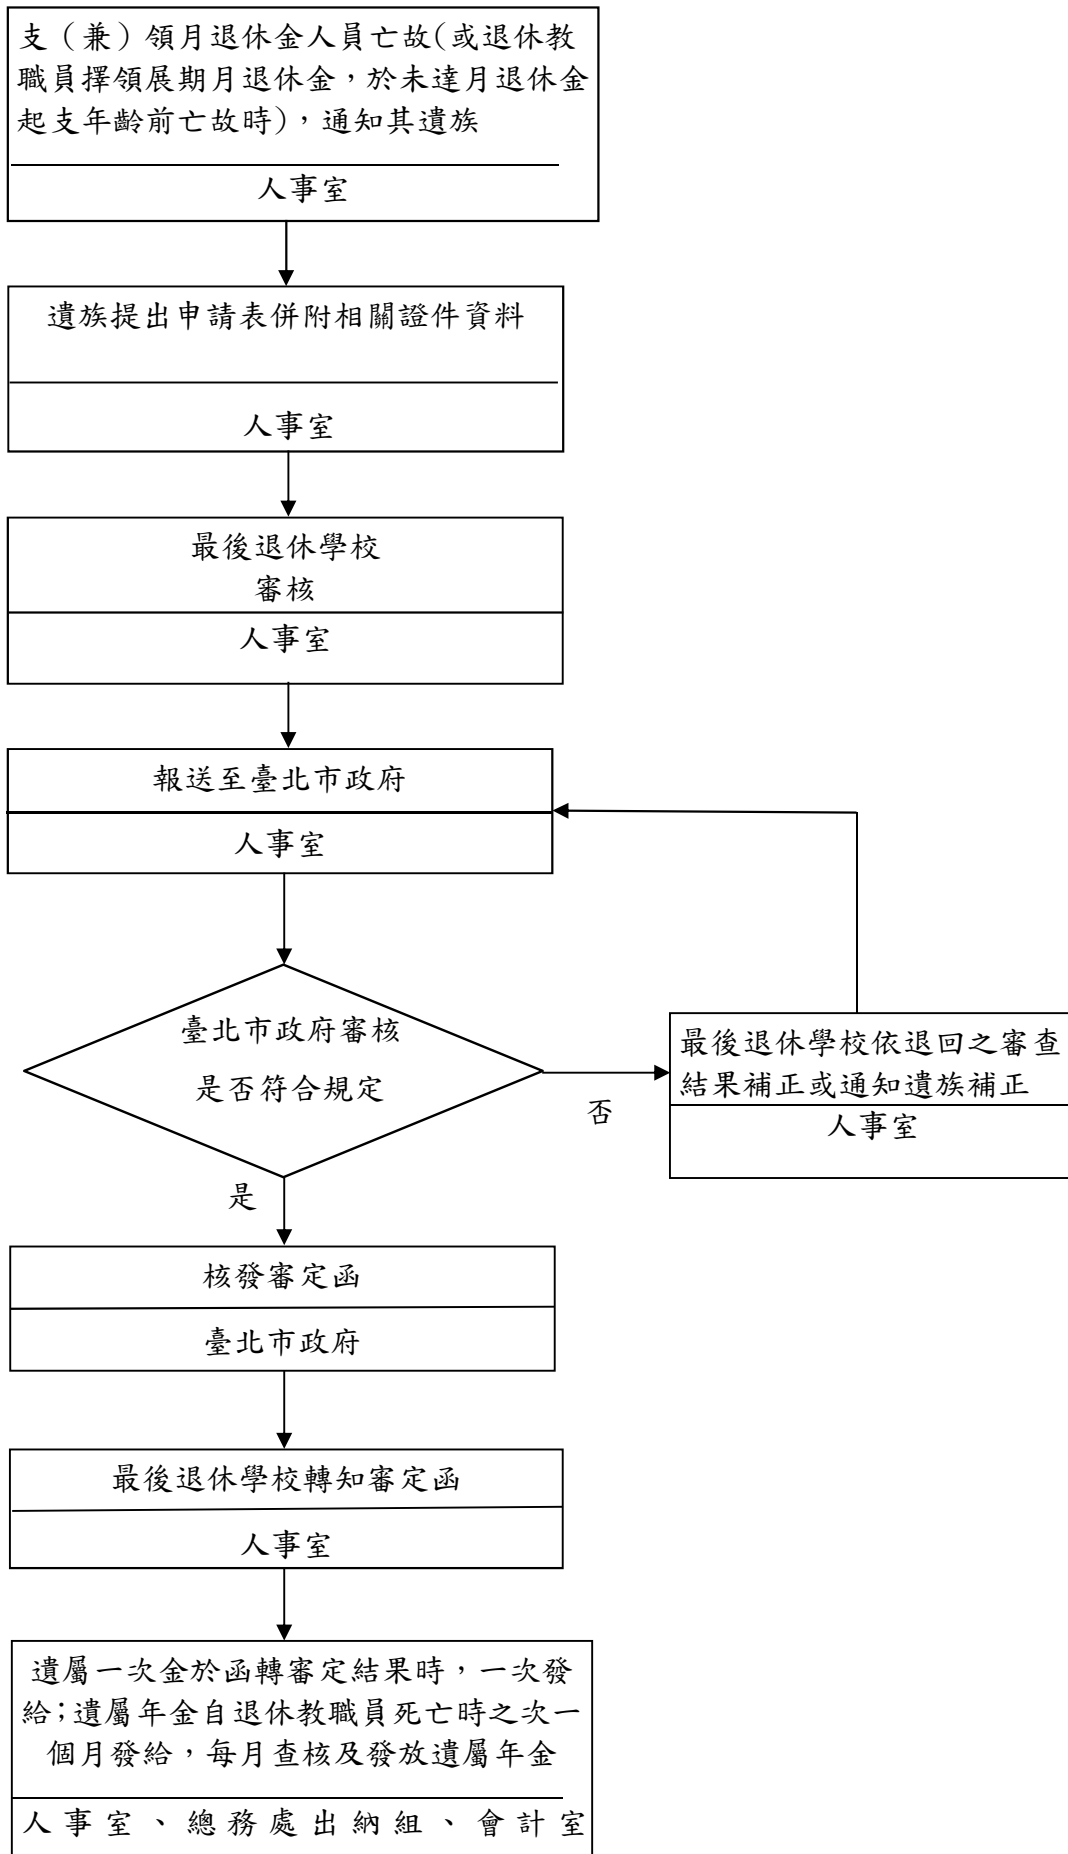 支（兼）領月退休金人員亡故(或退休教
職員擇領展期月退休金，於未達月退休金
起支年齡前亡故時)，通知其遺族
人事室
遺族提出申請表併附相關證件資料
人事室
最後退休學校
審核
人事室
報送至臺北市政府
人事室
臺北市政府審核
是否符合規定
否
最後退休學校依退回之審查
結果補正或通知遺族補正
人事室
是
核發審定函
臺北市政府
最後退休學校轉知審定函
人事室
遺屬一次金於函轉審定結果時，一次發
給;遺屬年金自退休教職員死亡時之次一
個月發給，每月查核及發放遺屬年金
人事室、總務處出納組、會計室